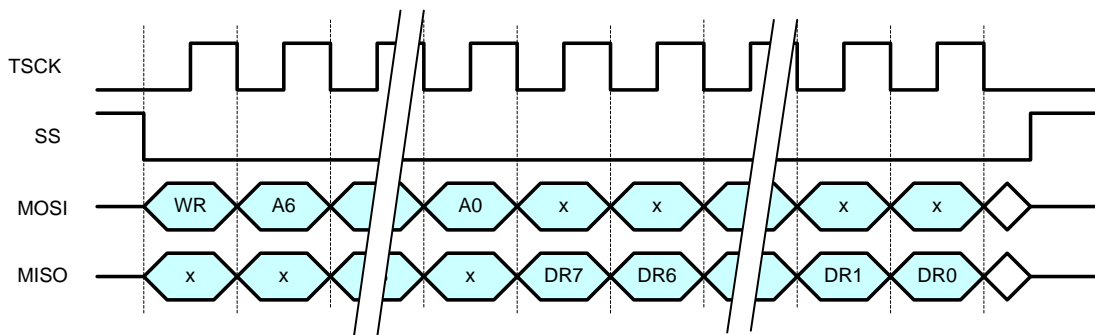 TSCK
SS
MOSI WR A6 A0 x x x x
MISO x x x DR7 DR6 DR1 DR0